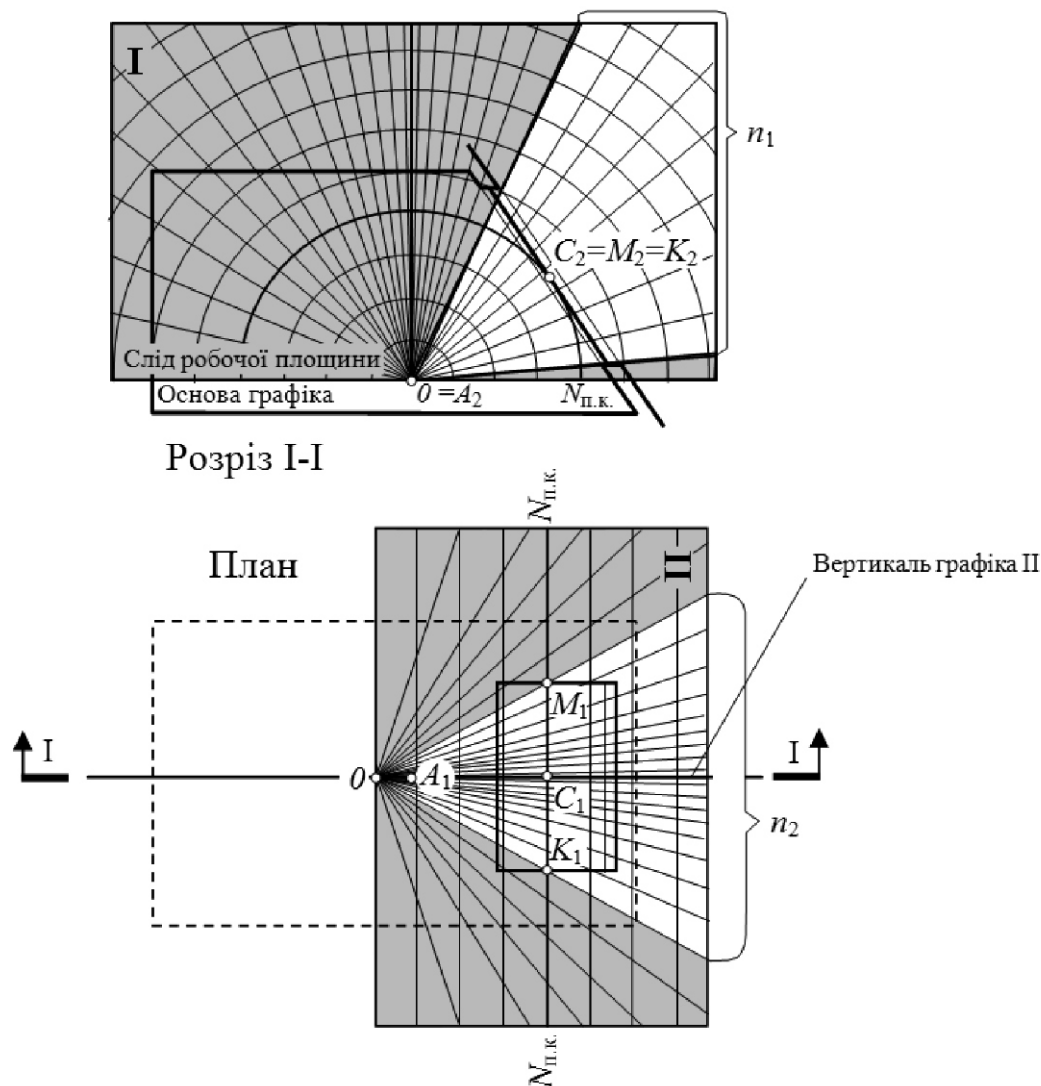 I
n1
C2=M2=K2
Слід робочої площини
Основа графіка
0 =A2
Nп.к.
Розріз І-І
Nп.к.
План
II
Вертикаль графіка ІІ
M1
I
I
0
A1
C1
n2
K1
Nп.к.